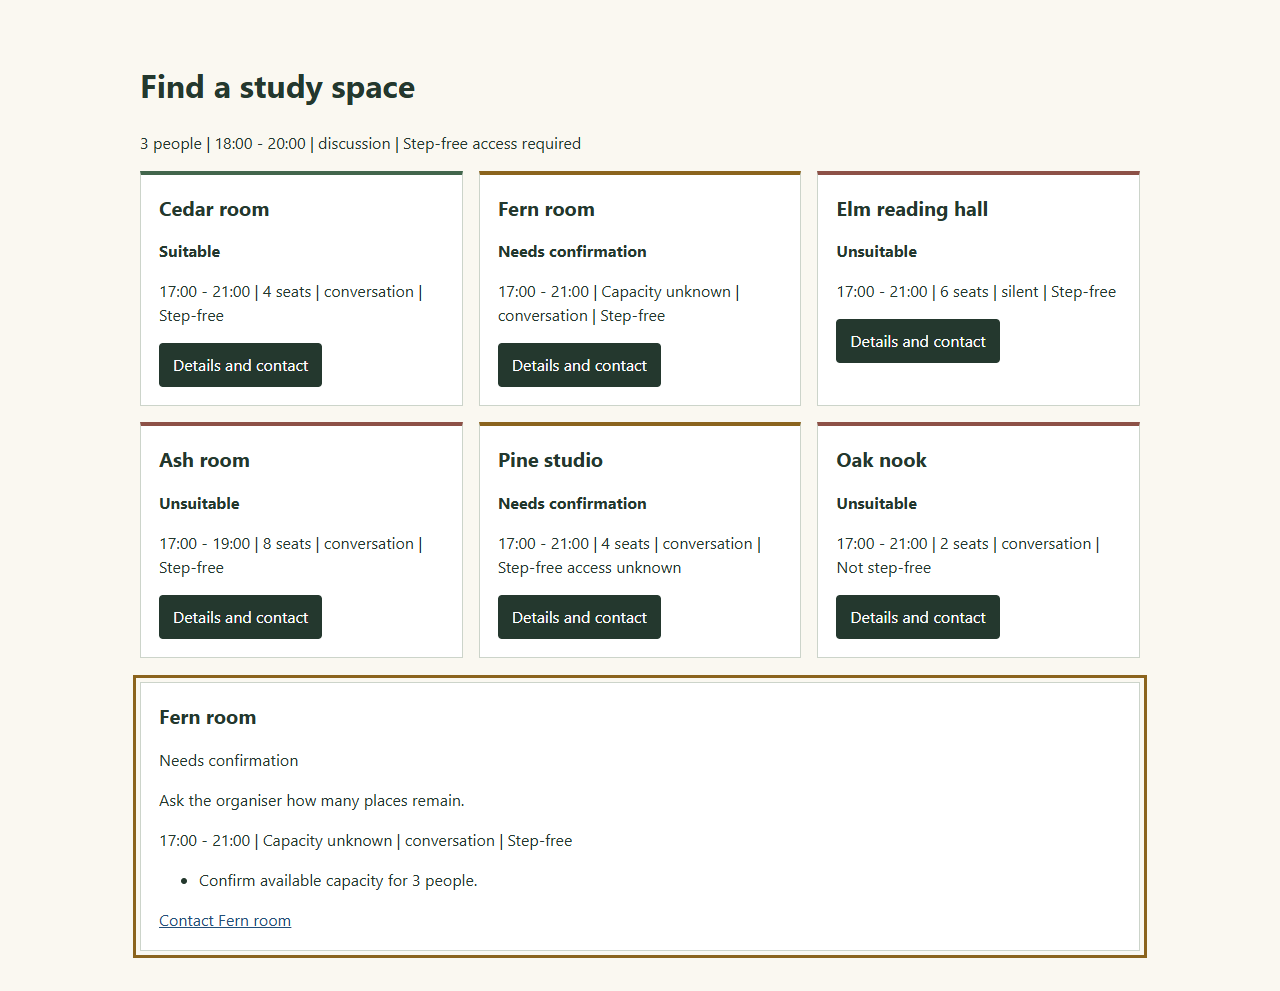 Find a study space
3 people | 18:00 - 20:00 | discussion | Step-free access required
Cedar room
Suitable
17:00 - 21:00 | 4 seats | conversation |
Step-free
Details and contact
Fern room
Needs confirmation
17:00 - 21:00 | Capacity unknown |
conversation | Step-free
Details and contact
Elm reading hall
Unsuitable
17:00 - 21:00 | 6 seats | silent | Step-free
Details and contact
Ash room
Unsuitable
17:00 - 19:00 | 8 seats | conversation |
Step-free
Details and contact
Pine studio
Needs confirmation
17:00 - 21:00 | 4 seats | conversation |
Step-free access unknown
Details and contact
Oak nook
Unsuitable
17:00 - 21:00 | 2 seats | conversation |
Not step-free
Details and contact
Fern room
Needs confirmation
Ask the organiser how many places remain.
17:00 - 21:00 | Capacity unknown | conversation | Step-free
• Confirm available capacity for 3 people.
Contact Fern room